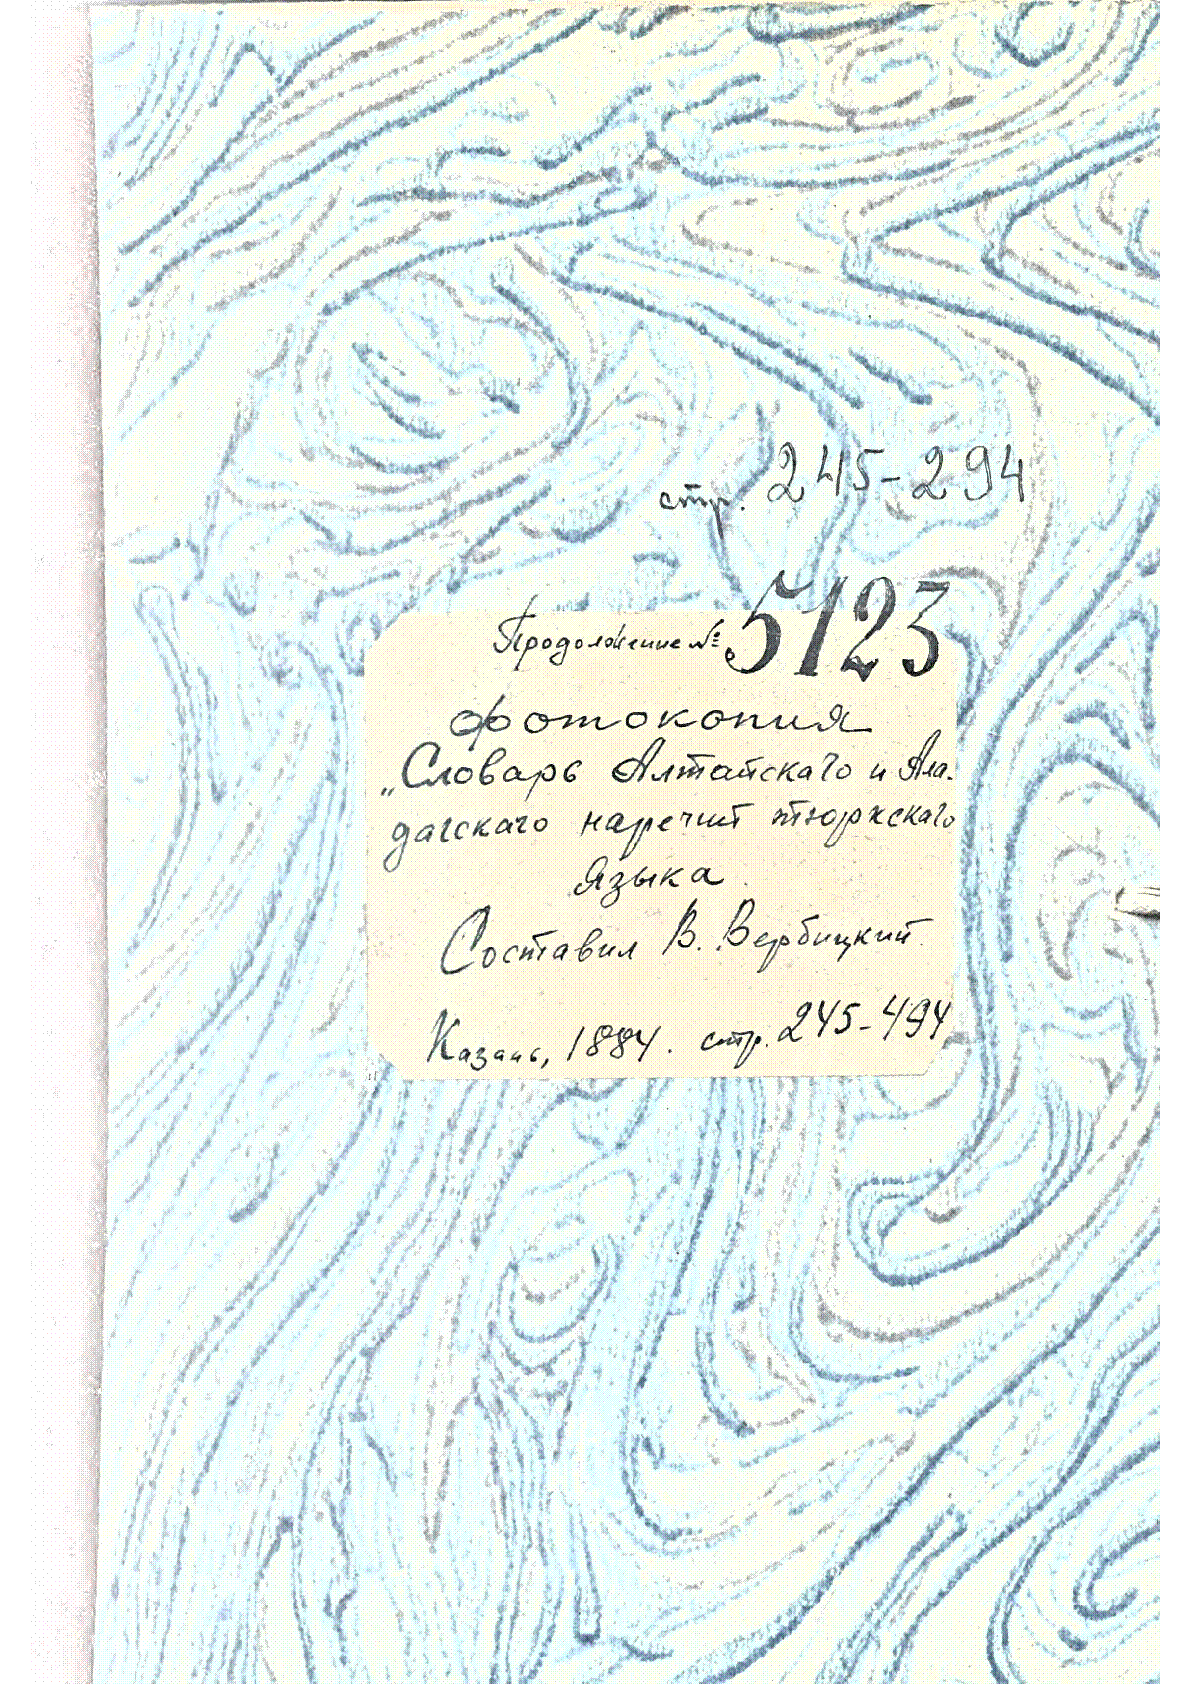 стр. 245-294
Продолжение № 5123
фотокопия
„Словарь Алтайскаго и Ала-
дагскаго наречий тюркскаго
языка
Составил В. Вербицкий
Казань, 1884. стр. 245-494